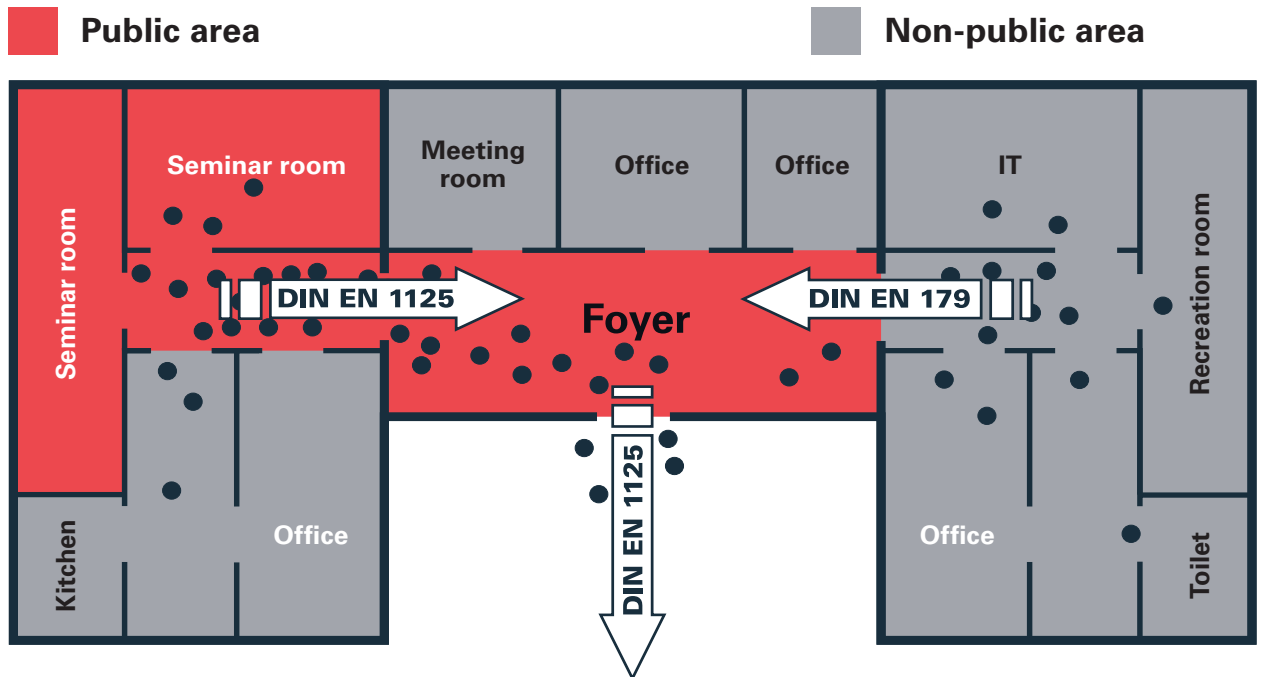 Public area
Non-public area
Seminar room
Meeting
room
Office
Office
IT
Seminar room
Recreation room
DIN EN 1125
DIN EN 179
Foyer
DIN EN 1125
Kitchen
Office
Office
Toilet